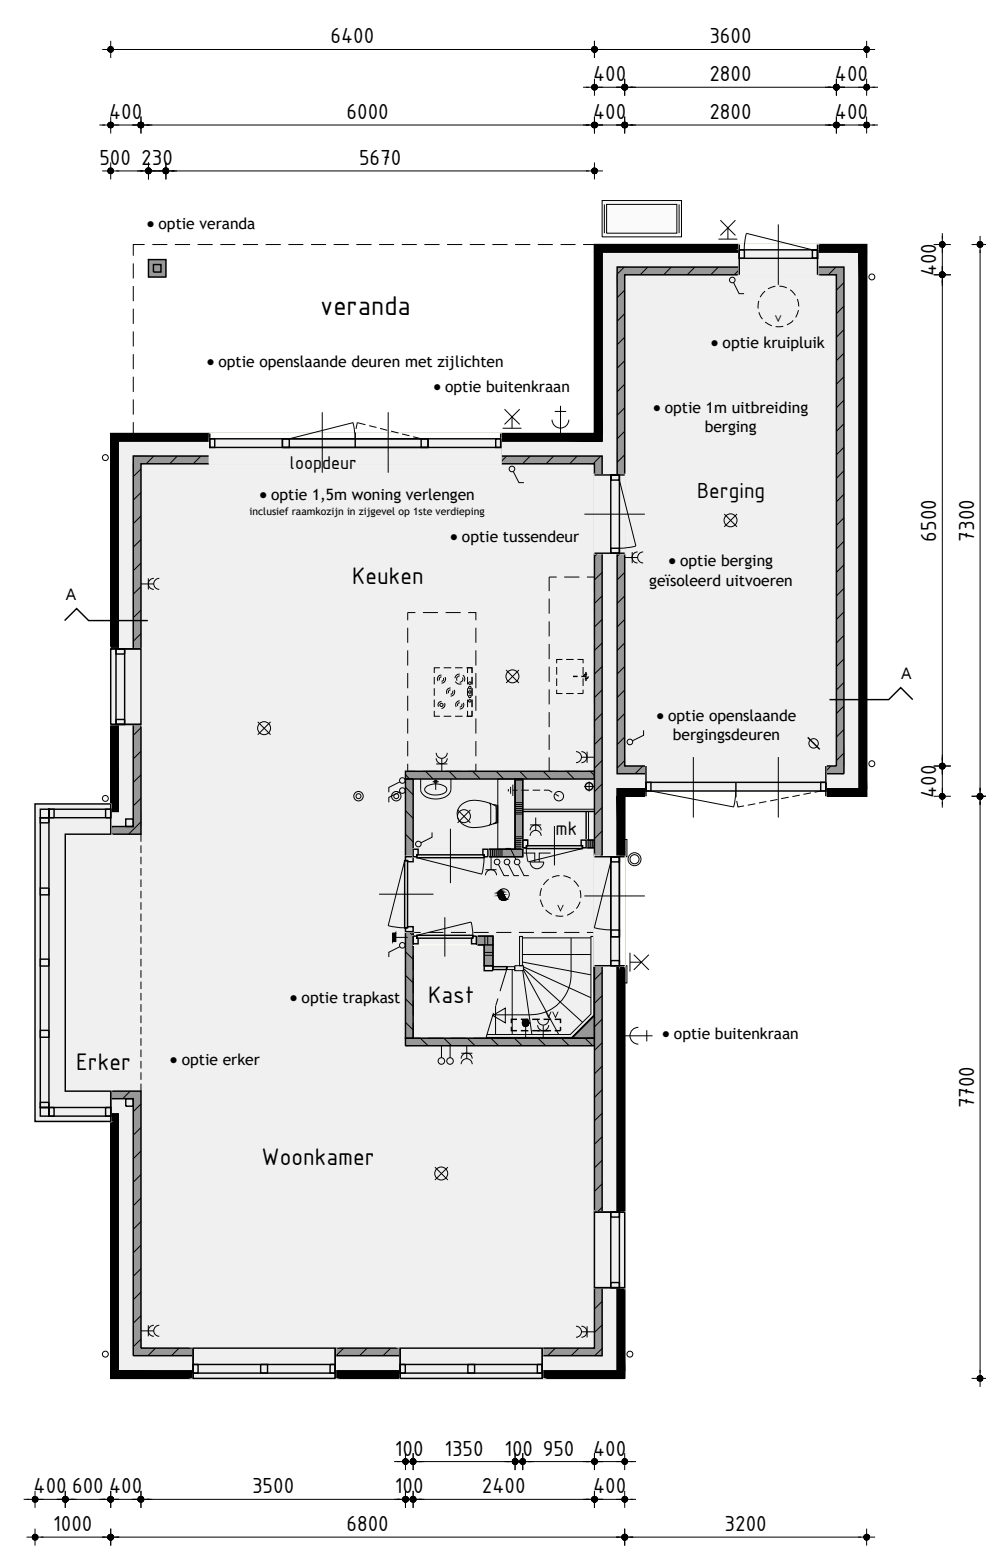 6400 3600
400 2800 400
400 6000 400 2800 400
500 230 5670
• optie veranda
veranda
400
• optie kruipluik
• optie openslaande deuren met zijlichten
• optie buitenkraan
• optie 1m uitbreiding
berging
loopdeur
• optie 1,5m woning verlengen
inclusief raamkozijn in zijgevel op 1ste verdieping
Berging
6500
7300
• optie tussendeur
• optie berging
geïsoleerd uitvoeren
Keuken
A
A
• optie openslaande
bergingsdeuren
400
mk
v
v
Kast
vv
• optie trapkast
• optie buitenkraan
Erker
• optie erker
7700
Woonkamer
100 1350 100 950 400
400 600 400 3500 100 2400 400
1000 6800 3200